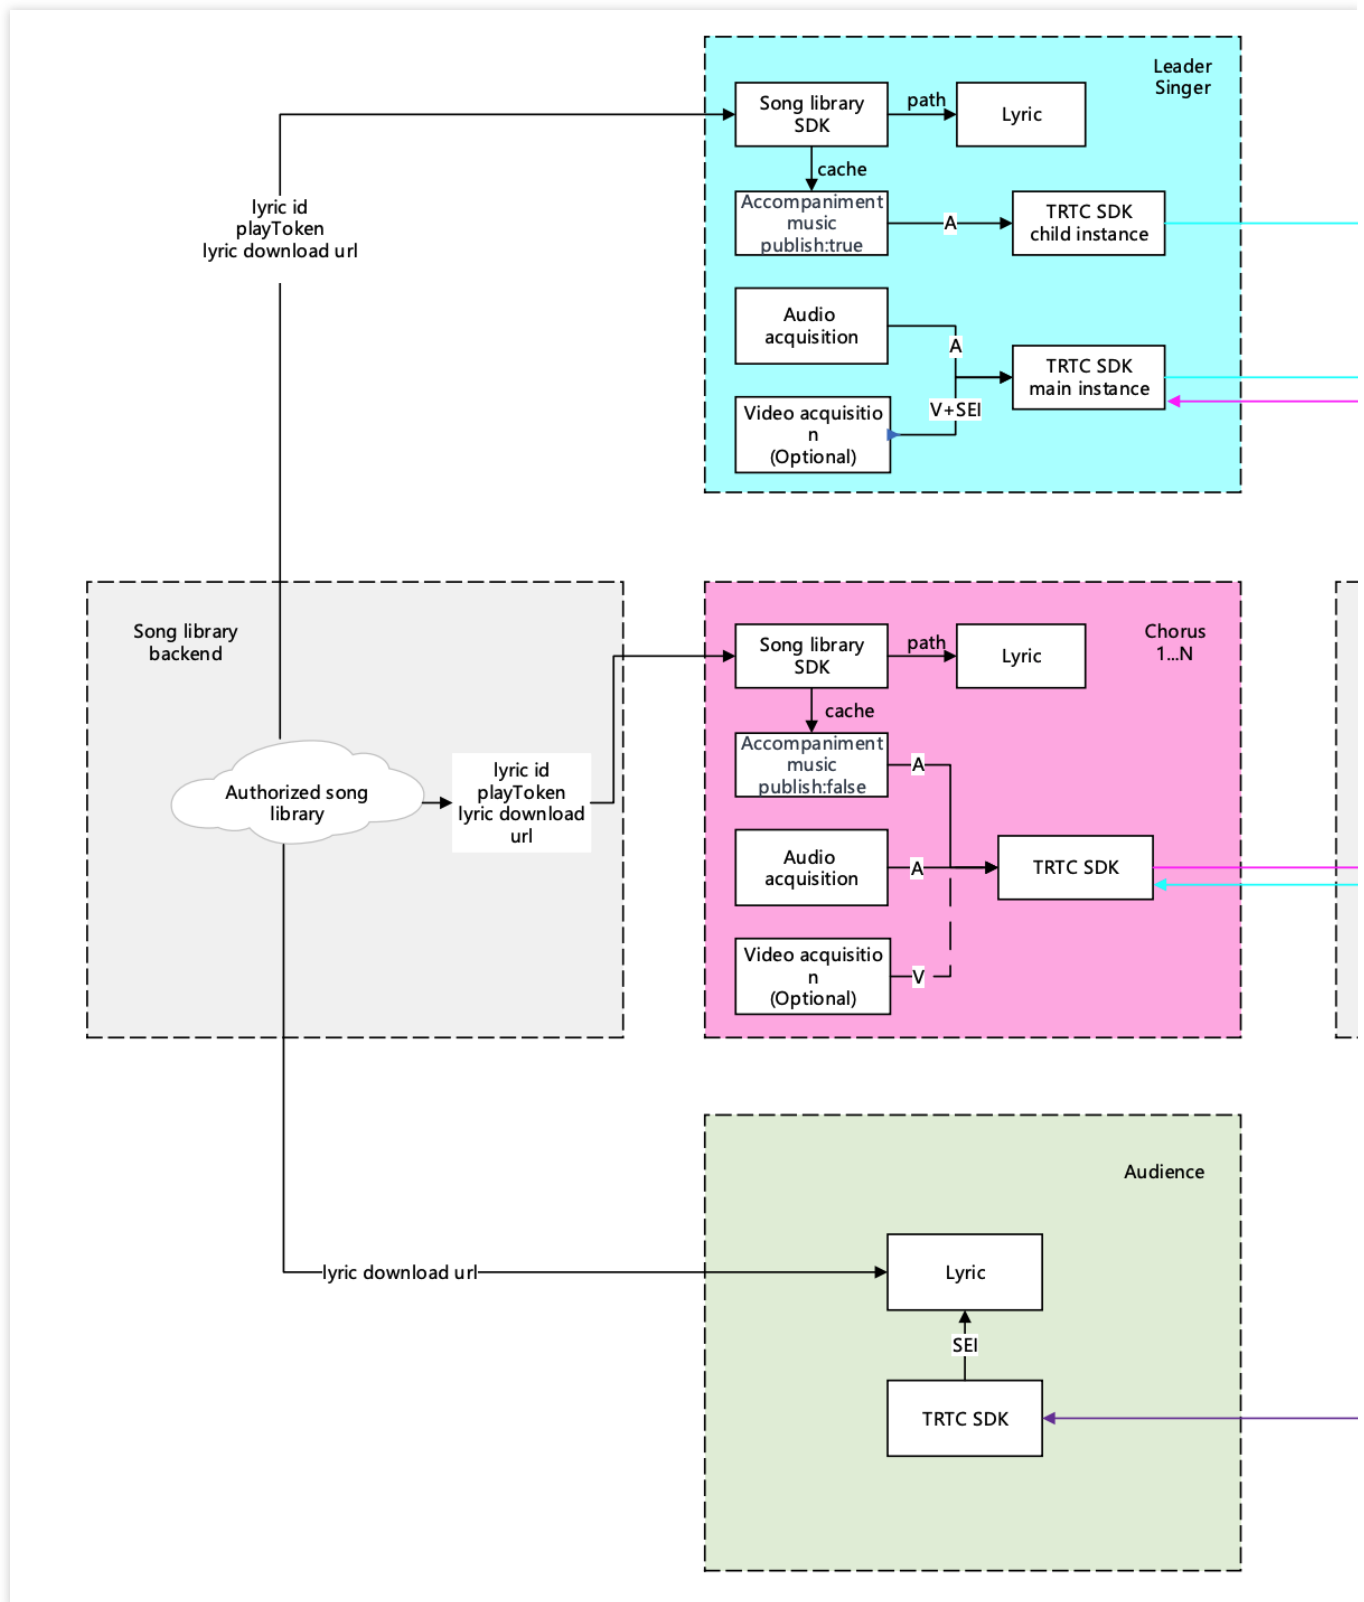 Leader
Singer
Song library
SDK
path
Lyric
cache
Accompaniment
music
publish:true
A
TRTC SDK
child instance
lyric id
playToken
lyric download url
Audio
acquisition
A
TRTC SDK
main instance
V+SEI
Video acquisitio
n
(Optional)
Song library
backend
Authorized song
library
lyric id
playToken
lyric download
url
Chorus
1...N
Song library
SDK
path
Lyric
cache
Accompaniment
music
publish:false
A
Audio
acquisition
A
TRTC SDK
Video acquisitio
n
(Optional)
V
Audience
lyric download url
Lyric
SEI
TRTC SDK